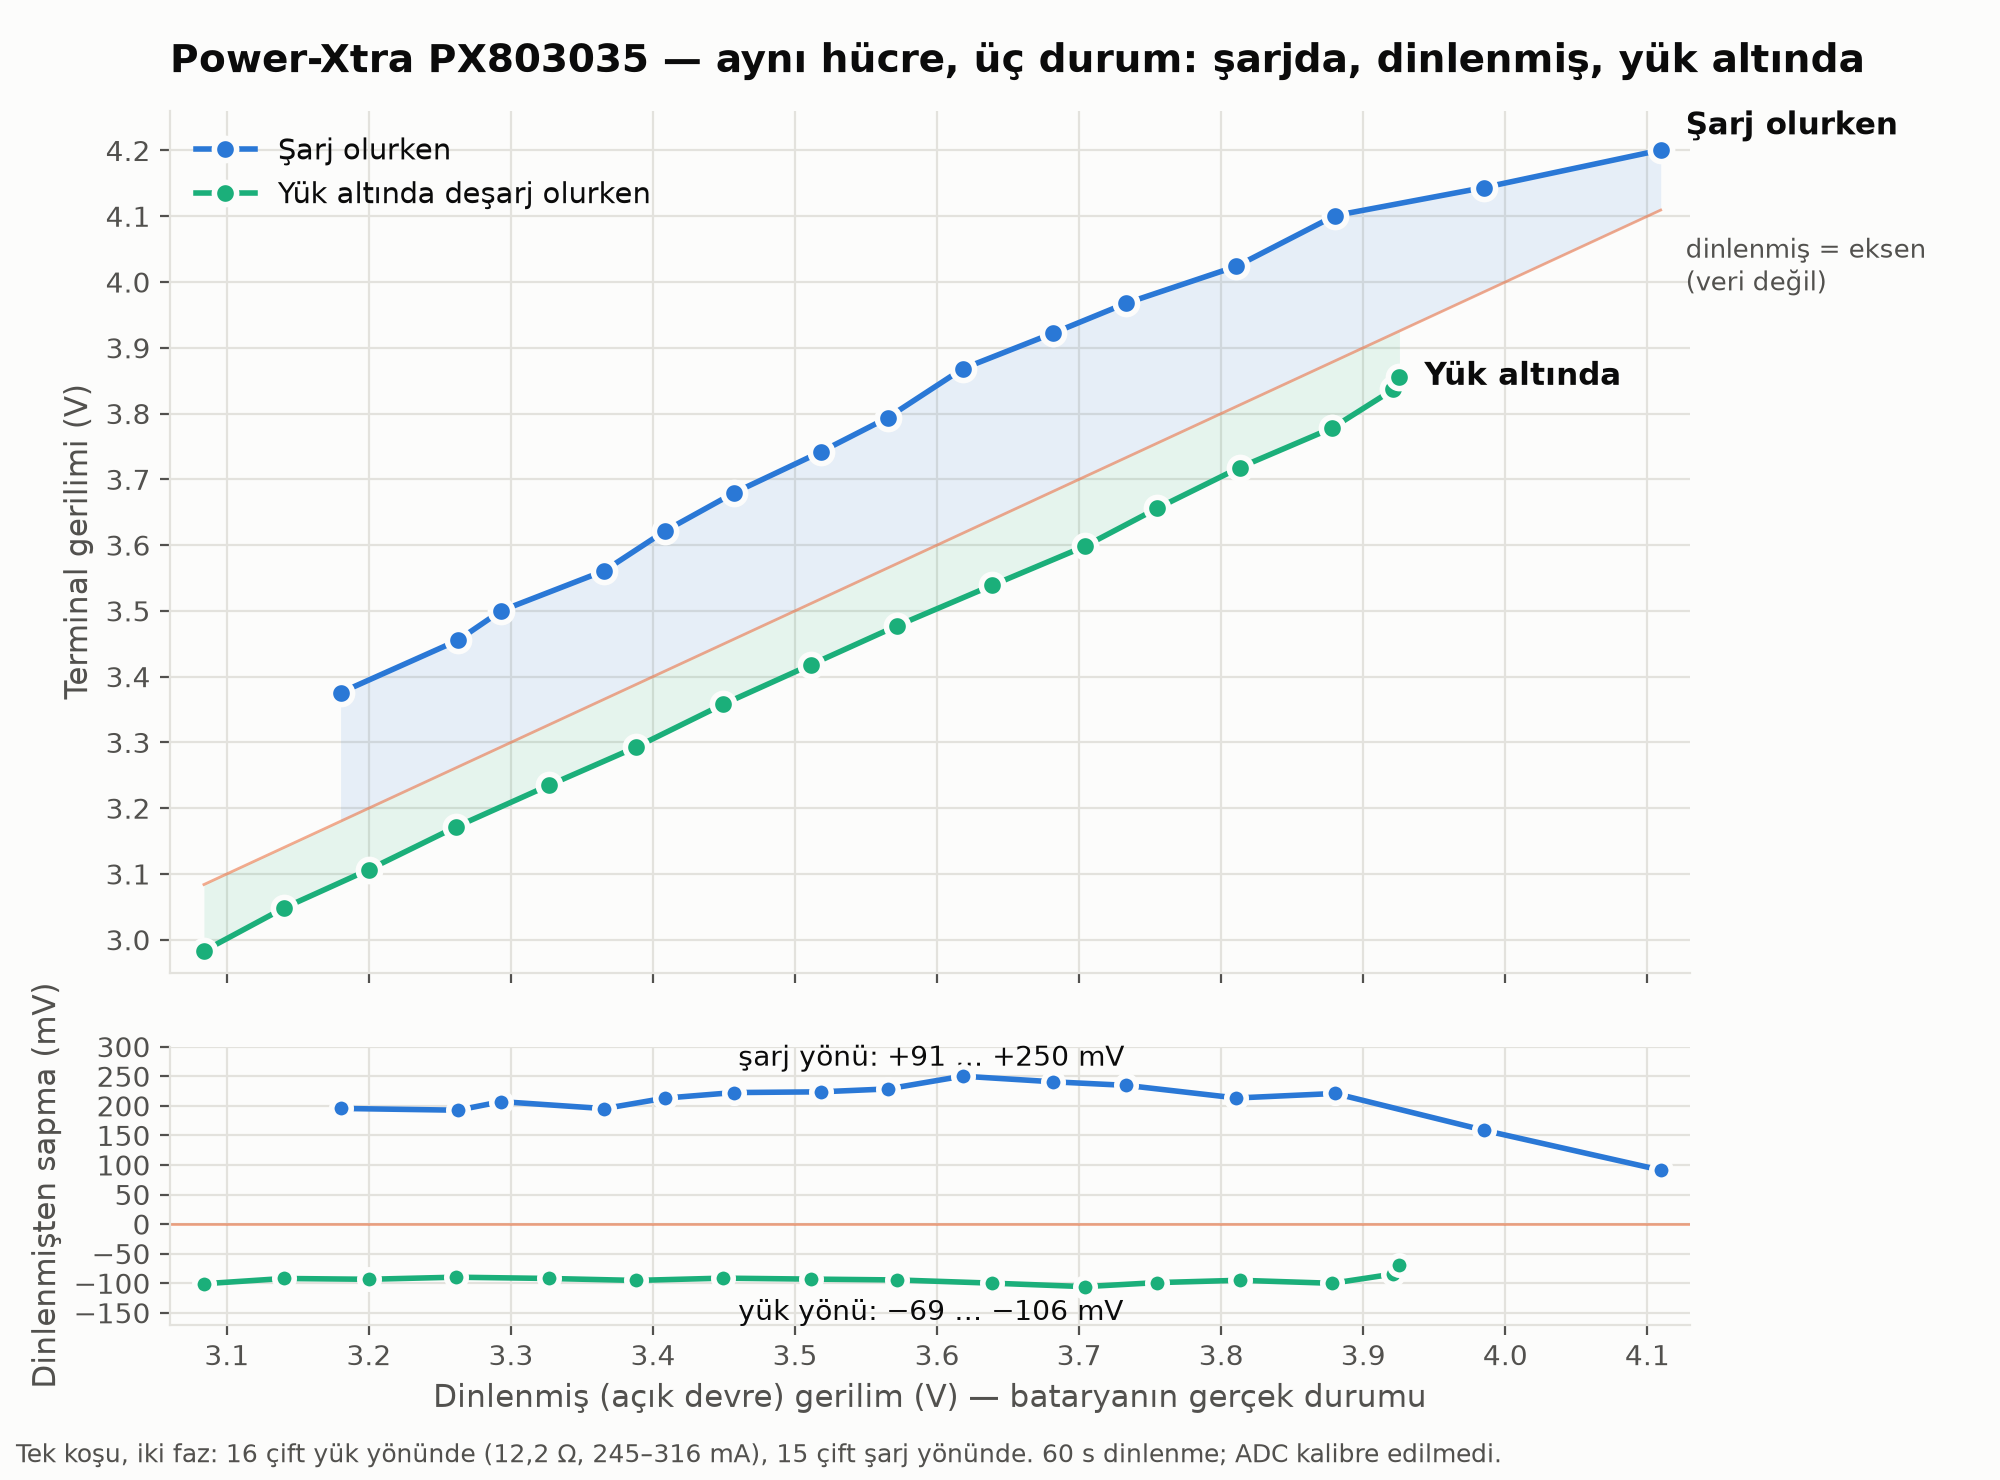 Power-Xtra PX803035 — aynı hücre, üç durum: şarjda, dinlenmiş, yük altında
Şarj olurken
Yük altında deşarj olurken
Şarj olurken
dinlenmiş = eksen
(veri değil)
Yük altında
Terminal gerilimi (V)
4.2
4.1
4.0
3.9
3.8
3.7
3.6
3.5
3.4
3.3
3.2
3.1
3.0
Dinlenmişten sapma (mV)
300
250
200
150
100
50
0
−50
−100
−150
şarj yönü: +91 … +250 mV
yük yönü: −69 … −106 mV
3.1 3.2 3.3 3.4 3.5 3.6 3.7 3.8 3.9 4.0 4.1
Dinlenmiş (açık devre) gerilim (V) — bataryanın gerçek durumu
Tek koşu, iki faz: 16 çift yük yönünde (12,2 Ω, 245–316 mA), 15 çift şarj yönünde. 60 s dinlenme; ADC kalibre edilmedi.